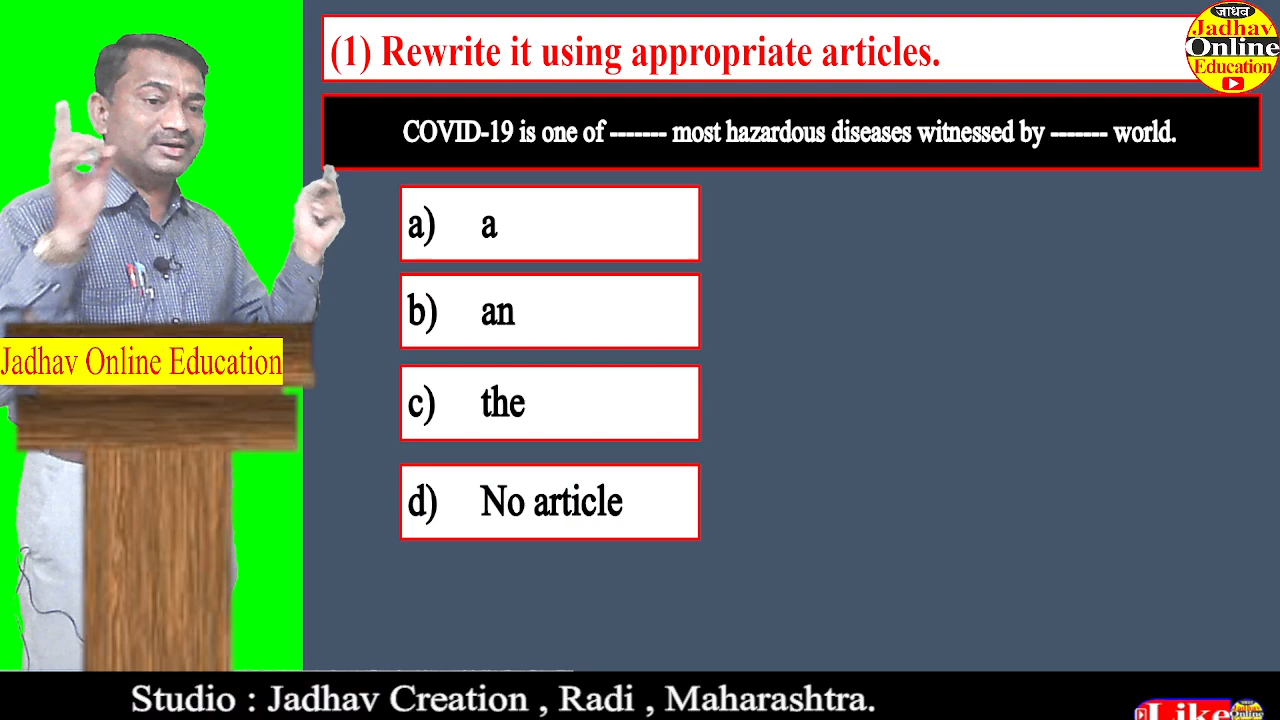 (1) Rewrite it using appropriate articles.
जाधव
Jadhav
Online
Education
COVID-19 is one of ------- most hazardous diseases witnessed by ------- world.
a) a
b) an
c) the
d) No article
Jadhav Online Education
Studio : Jadhav Creation , Radi , Maharashtra.
Like